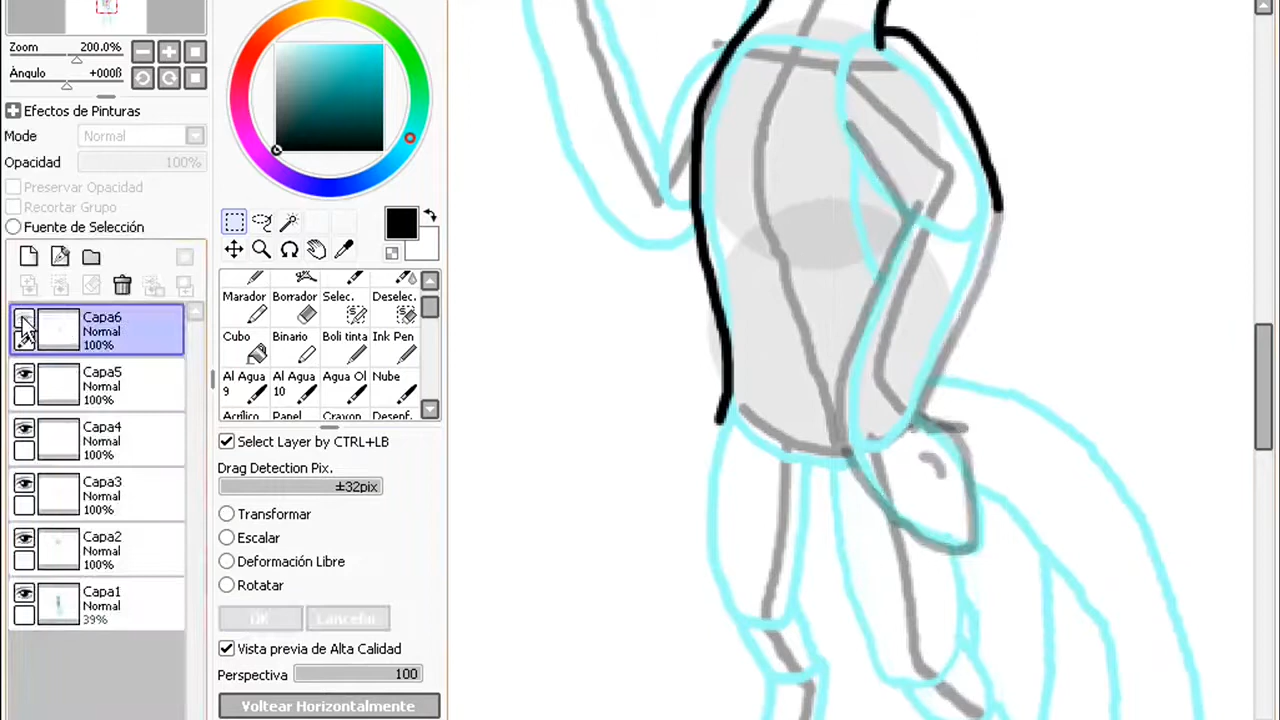 Zoom 200.0%
Ángulo +000ß
Efectos de Pinturas
Mode Normal
Opacidad 100%
Preservar Opacidad
Recortar Grupo
Fuente de Selección
Capa6
Normal
100%
Capa5
Normal
100%
Capa4
Normal
100%
Capa3
Normal
100%
Capa2
Normal
100%
Capa1
Normal
39%
Marador Borrador Selec. Deselec.
Cubo Binario Boli tinta Ink Pen
Al Agua 9 Al Agua 10 Agua Ol Nube
Acrílico Panel Crayon Desenf.
Select Layer by CTRL+LB
Drag Detection Pix.
±32pix
Transformar
Escalar
Deformación Libre
Rotatar
OK
Vista previa de Alta Calidad
Perspectiva 100
Voltear Horizontalmente